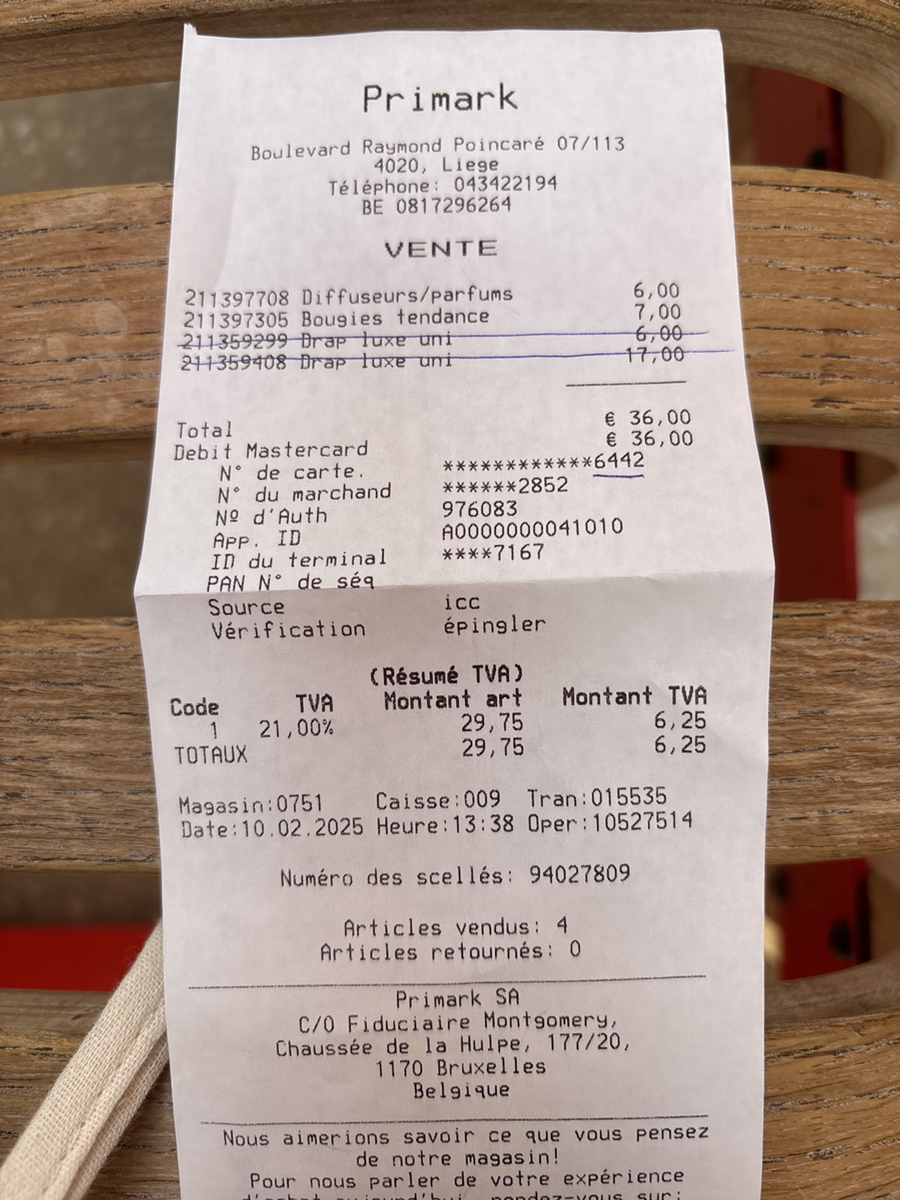 Primark
Boulevard Raymond Poincaré 07/113
4020, Liege
Téléphone: 043422194
BE 0817296264
VENTE
211397708 Diffuseurs/parfums 6,00
211397305 Bougies tendance 7,00
211359299 Drap luxe uni 6,00
211359408 Drap luxe uni 17,00
Total € 36,00
Debit Mastercard € 36,00
N° de carte. ************6442
N° du marchand ******2852
Nº d'Auth 976083
App. ID A0000000041010
ID du terminal ****7167
PAN N° de séq
Source icc
Vérification épingler
(Résumé TVA)
Code TVA Montant art Montant TVA
1 21,00% 29,75 6,25
TOTAUX 29,75 6,25
Magasin:0751 Caisse:009 Tran:015535
Date:10.02.2025 Heure:13:38 Oper:10527514
Numéro des scellés: 94027809
Articles vendus: 4
Articles retournés: 0
Primark SA
C/O Fiduciaire Montgomery,
Chaussée de la Hulpe, 177/20,
1170 Bruxelles
Belgique
Nous aimerions savoir ce que vous pensez
de notre magasin!
Pour nous parler de votre expérience
d'achat aujourd'hui, rendez-vous sur: